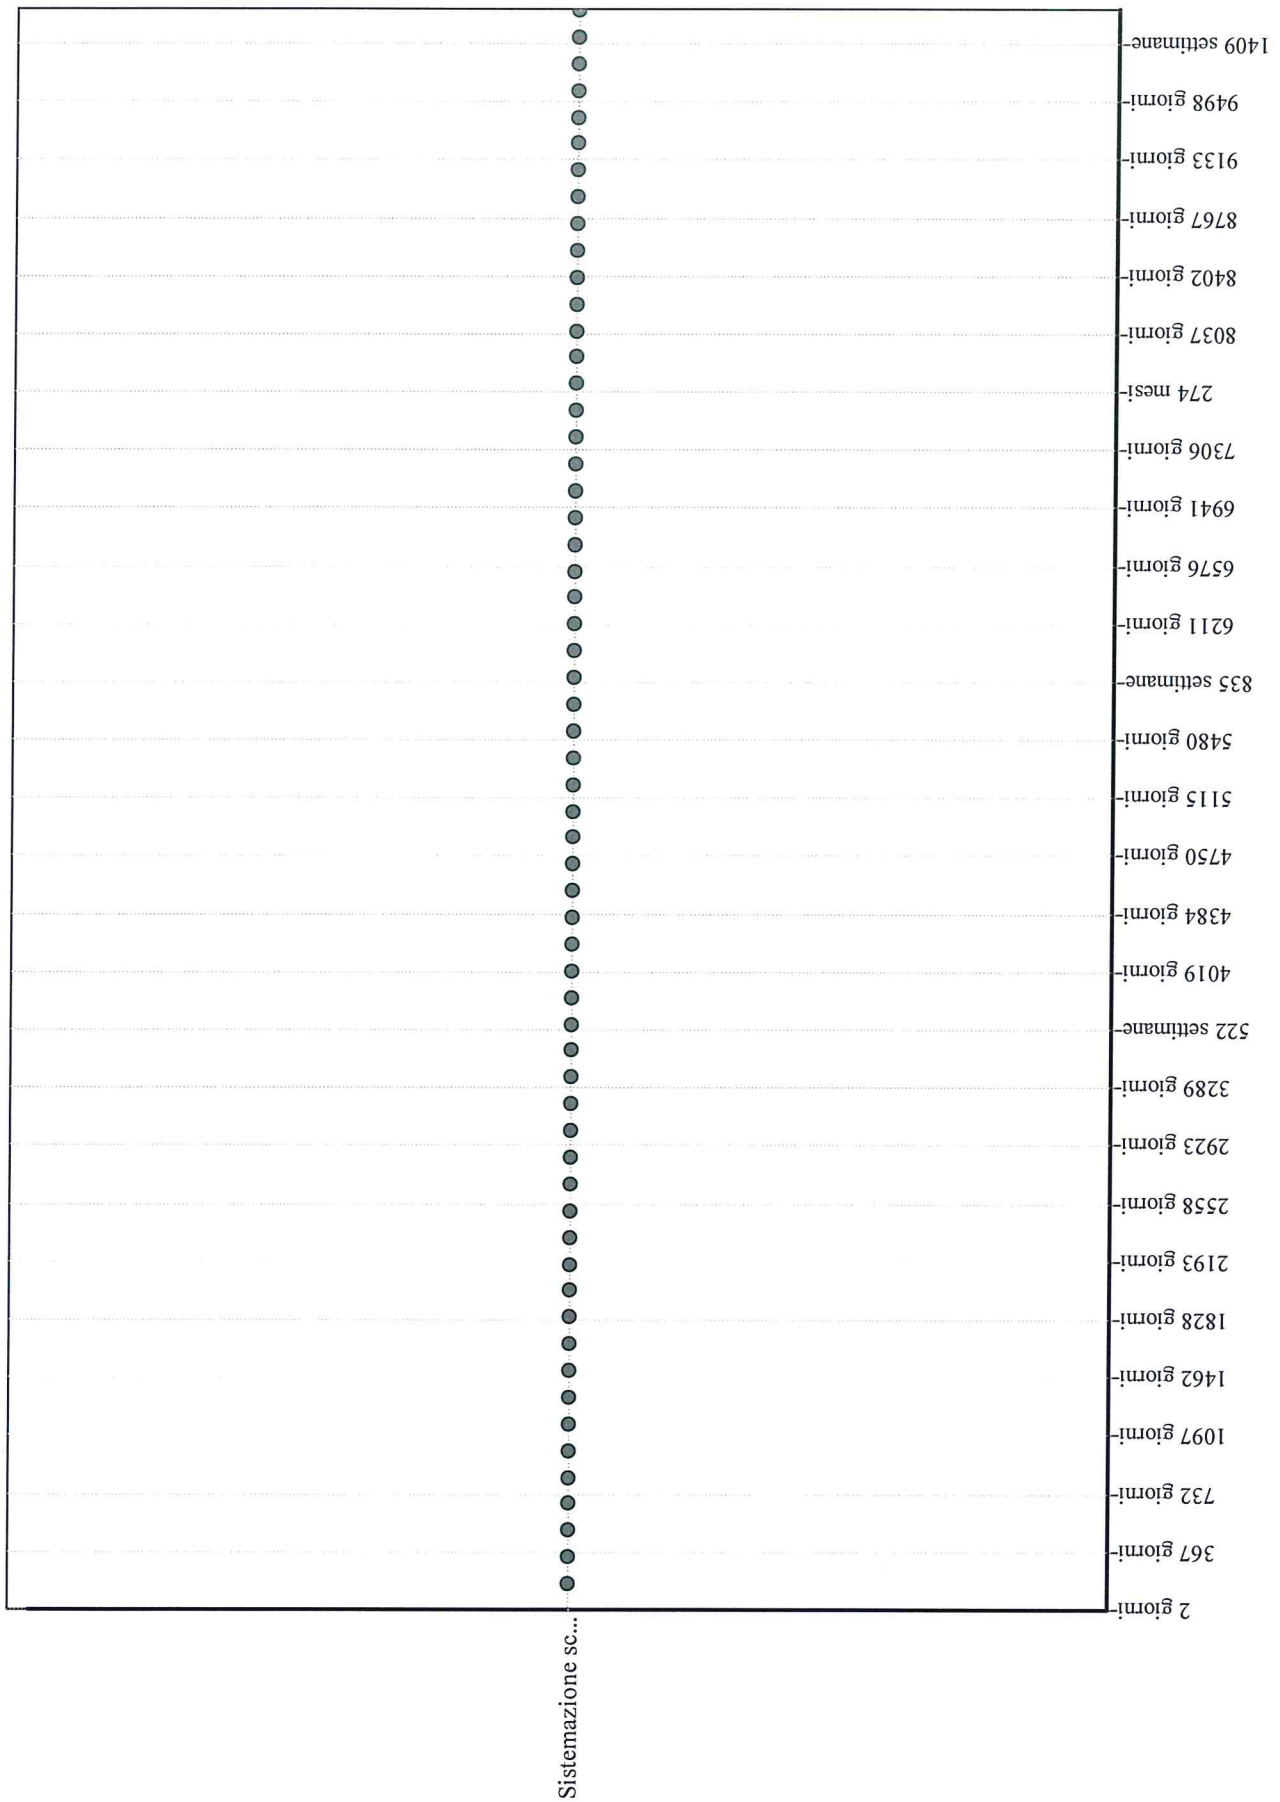 1409 settimane
9498 giorni
9133 giorni
8767 giorni
8402 giorni
8037 giorni
274 mesi
7306 giorni
6941 giorni
6576 giorni
6211 giorni
835 settimane
5480 giorni
5115 giorni
4750 giorni
4384 giorni
4019 giorni
522 settimane
3289 giorni
2923 giorni
2558 giorni
2193 giorni
1828 giorni
1462 giorni
1097 giorni
732 giorni
367 giorni
2 giorni
Sistemazione sc...